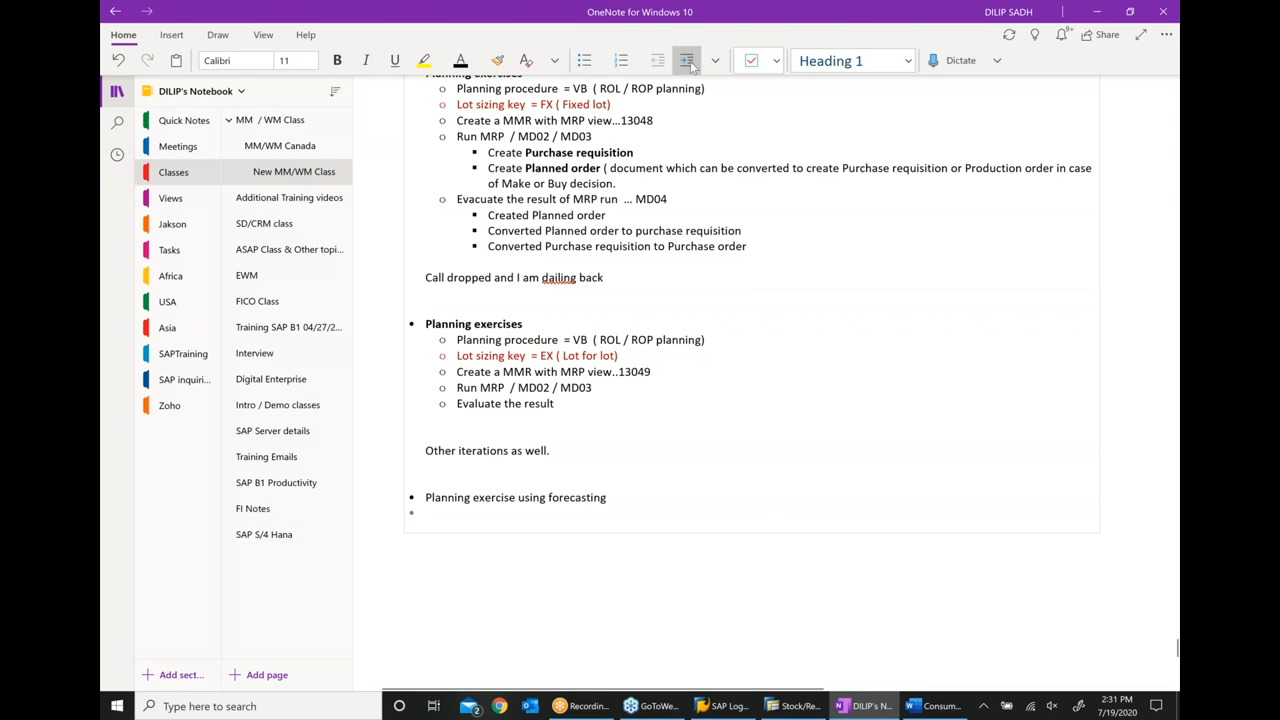 OneNote for Windows 10
DILIP SADH
Home Insert Draw View Help
9+ Share
Calibri 11 B I U A A Heading 1 Dictate
DILIP's Notebook
Quick Notes
Meetings
Classes
Views
Jakson
Tasks
Africa
USA
Asia
SAPTraining
SAP inquiri...
Zoho
Add sect...
MM / WM Class
MM/WM Canada
New MM/WM Class
Additional Training videos
SD/CRM class
ASAP Class & Other topi...
EWM
FICO Class
Training SAP B1 04/27/2...
Interview
Digital Enterprise
Intro / Demo classes
SAP Server details
Training Emails
SAP B1 Productivity
FI Notes
SAP S/4 Hana
Add page
Planning exercises
o Planning procedure = VB ( ROL / ROP planning)
o Lot sizing key = FX ( Fixed lot)
o Create a MMR with MRP view...13048
o Run MRP / MD02 / MD03
▪ Create Purchase requisition
▪ Create Planned order ( document which can be converted to create Purchase requisition or Production order in case
of Make or Buy decision.
o Evacuate the result of MRP run ... MD04
▪ Created Planned order
▪ Converted Planned order to purchase requisition
▪ Converted Purchase requisition to Purchase order
Call dropped and I am dailing back
• Planning exercises
o Planning procedure = VB ( ROL / ROP planning)
o Lot sizing key = EX ( Lot for lot)
o Create a MMR with MRP view..13049
o Run MRP / MD02 / MD03
o Evaluate the result
Other iterations as well.
• Planning exercise using forecasting
•
Type here to search
2
Recordin...
GoToWe...
SAP Log...
Stock/Re...
DILIP's N...
Consum...
2:31 PM
7/19/2020